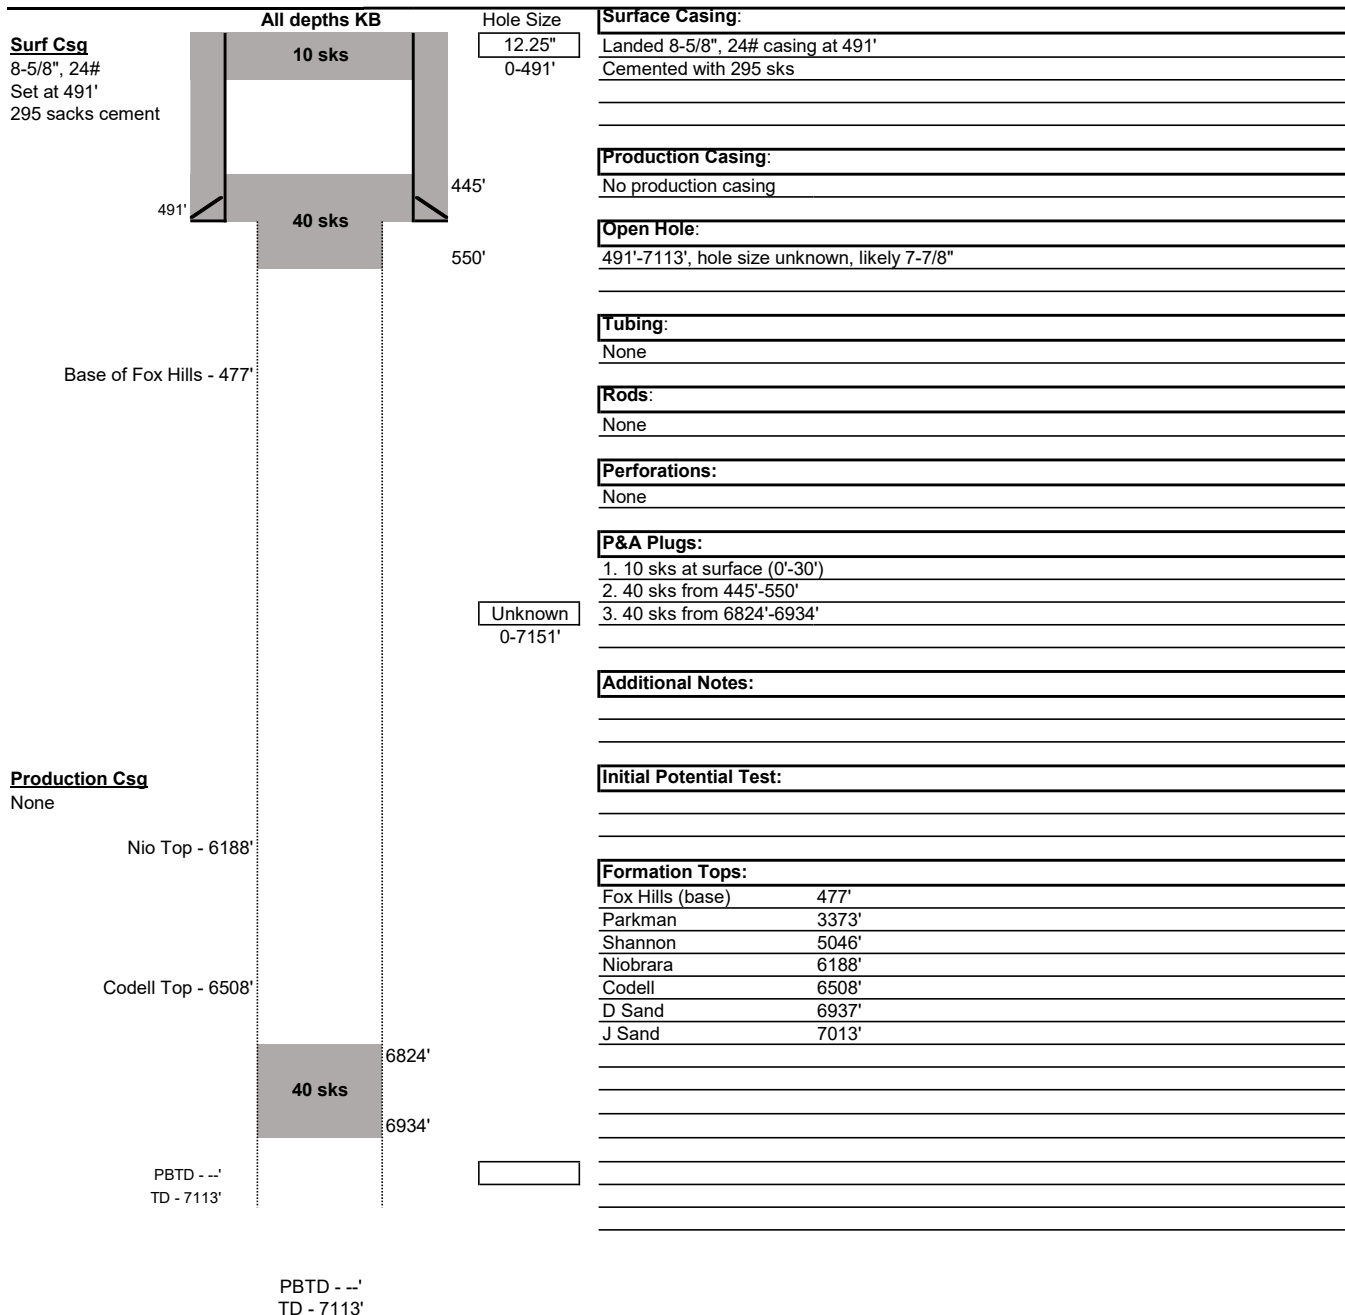 All depths KB
Hole Size
Surf Csg
8-5/8", 24#
Set at 491'
295 sacks cement
10 sks
12.25"
0-491'
445'
491'
40 sks
550'
Base of Fox Hills - 477'
Unknown
0-7151'
Production Csg
None
Nio Top - 6188'
Codell Top - 6508'
6824'
40 sks
6934'
PBTD - --'
TD - 7113'
PBTD - --'
TD - 7113'
Surface Casing:
Landed 8-5/8", 24# casing at 491'
Cemented with 295 sks
Production Casing:
No production casing
Open Hole:
491'-7113', hole size unknown, likely 7-7/8"
Tubing:
None
Rods:
None
Perforations:
None
P&A Plugs:
1. 10 sks at surface (0'-30')
2. 40 sks from 445'-550'
3. 40 sks from 6824'-6934'
Additional Notes:
Initial Potential Test:
Formation Tops:
Fox Hills (base) 477'
Parkman 3373'
Shannon 5046'
Niobrara 6188'
Codell 6508'
D Sand 6937'
J Sand 7013'